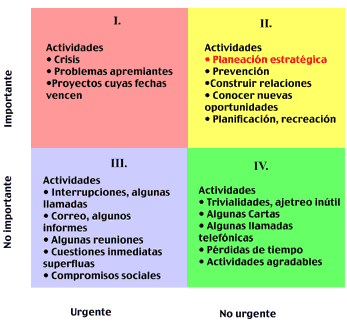 Importante
I.
Actividades
• Crisis
• Problemas apremiantes
•Proyectos cuyas fechas
vencen
II.
Actividades
• Planeación estratégica
• Prevención
•Construir relaciones
• Conocer nuevas
oportunidades
• Planificación, recreación
No importante
III.
Actividades
• Interrupciones, algunas
llamadas
• Correo, algunos
informes
• Algunas reuniones
• Cuestiones inmediatas
superfluas
• Compromisos sociales
IV.
Actividades
• Trivialidades, ajetreo inútil
• Algunas Cartas
• Algunas llamadas
telefónicas
• Pérdidas de tiempo
• Actividades agradables
Urgente
No urgente